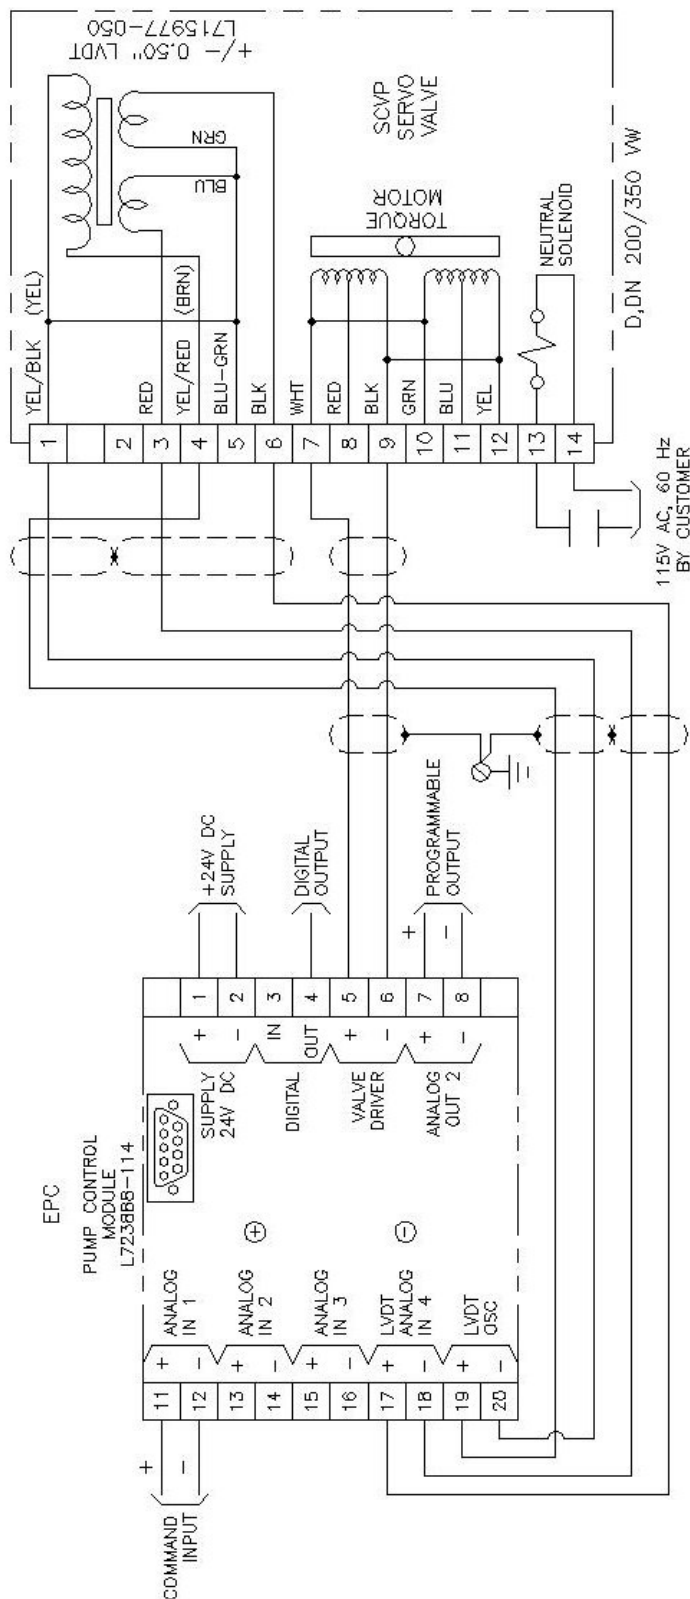 EPC
PUMP CONTROL
MODULE
L7238BB-114
COMMAND
INPUT
+
-
11
12
13
14
15
16
17
18
19
20
+
-
+
-
+
-
+
-
+
-
ANALOG
IN 1
ANALOG
IN 2
ANALOG
IN 3
LVDT
ANALOG
IN 4
LVDT
OSC
+
-
SUPPLY
24V DC
DIGITAL
VALVE
DRIVER
ANALOG
OUT 2
+
-
IN
OUT
+
-
+
-
1
2
3
4
5
6
7
8
+24V DC
SUPPLY
DIGITAL
OUTPUT
+
-
PROGRAMMABLE
OUTPUT
115V AC, 60 Hz
BY CUSTOMER
1
2
3
4
5
6
7
8
9
10
11
12
13
14
YEL/BLK
(YEL)
RED
YEL/RED
(BRN)
BLU-GRN
BLK
WHT
RED
BLK
GRN
BLU
YEL
BLU
GRN
+/- 0.50" LVDT
L715977-050
TORQUE
MOTOR
SCVP
SERVO
VALVE
NEUTRAL
SOLENOID
D,DN 200/350 VW